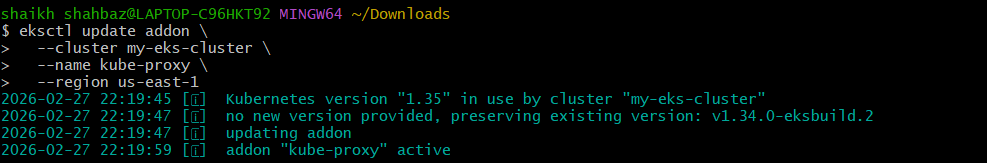 shaikh shahbaz@LAPTOP-C96HKT92 MINGW64 ~/Downloads
$ eksctl update addon \
>   --cluster my-eks-cluster \
>   --name kube-proxy \
>   --region us-east-1
2026-02-27 22:19:45 [ℹ]  Kubernetes version "1.35" in use by cluster "my-eks-cluster"
2026-02-27 22:19:47 [ℹ]  no new version provided, preserving existing version: v1.34.0-eksbuild.2
2026-02-27 22:19:47 [ℹ]  updating addon
2026-02-27 22:19:59 [ℹ]  addon "kube-proxy" active